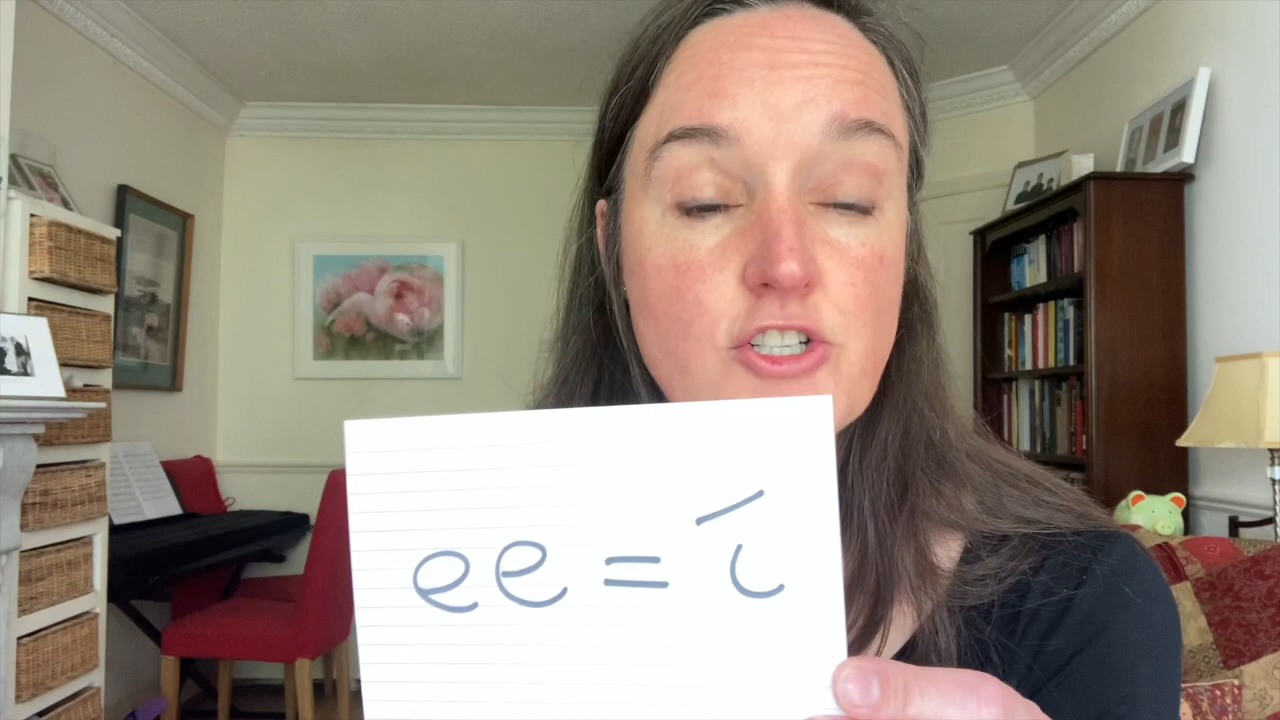 ee = í